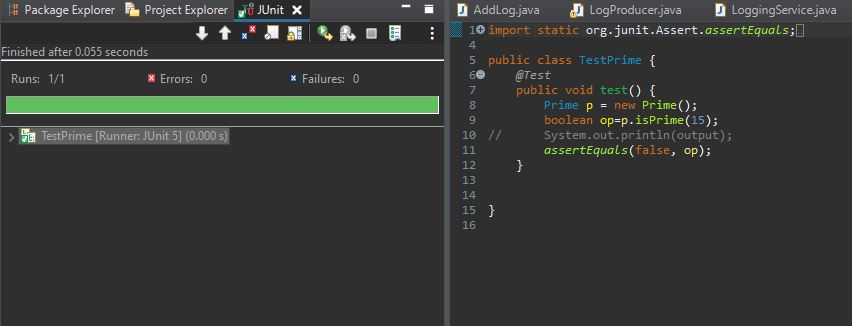 Package Explorer Project Explorer JUnit
Finished after 0.055 seconds
Runs: 1/1 Errors: 0 Failures: 0
TestPrime [Runner: JUnit 5] (0.000 s)
AddLog.java LogProducer.java LoggingService.java
1 import static org.junit.Assert.assertEquals;
4
5 public class TestPrime {
6 @Test
7 public void test() {
8 Prime p = new Prime();
9 boolean op=p.isPrime(15);
10 // System.out.println(output);
11 assertEquals(false, op);
12 }
13
14
15 }
16